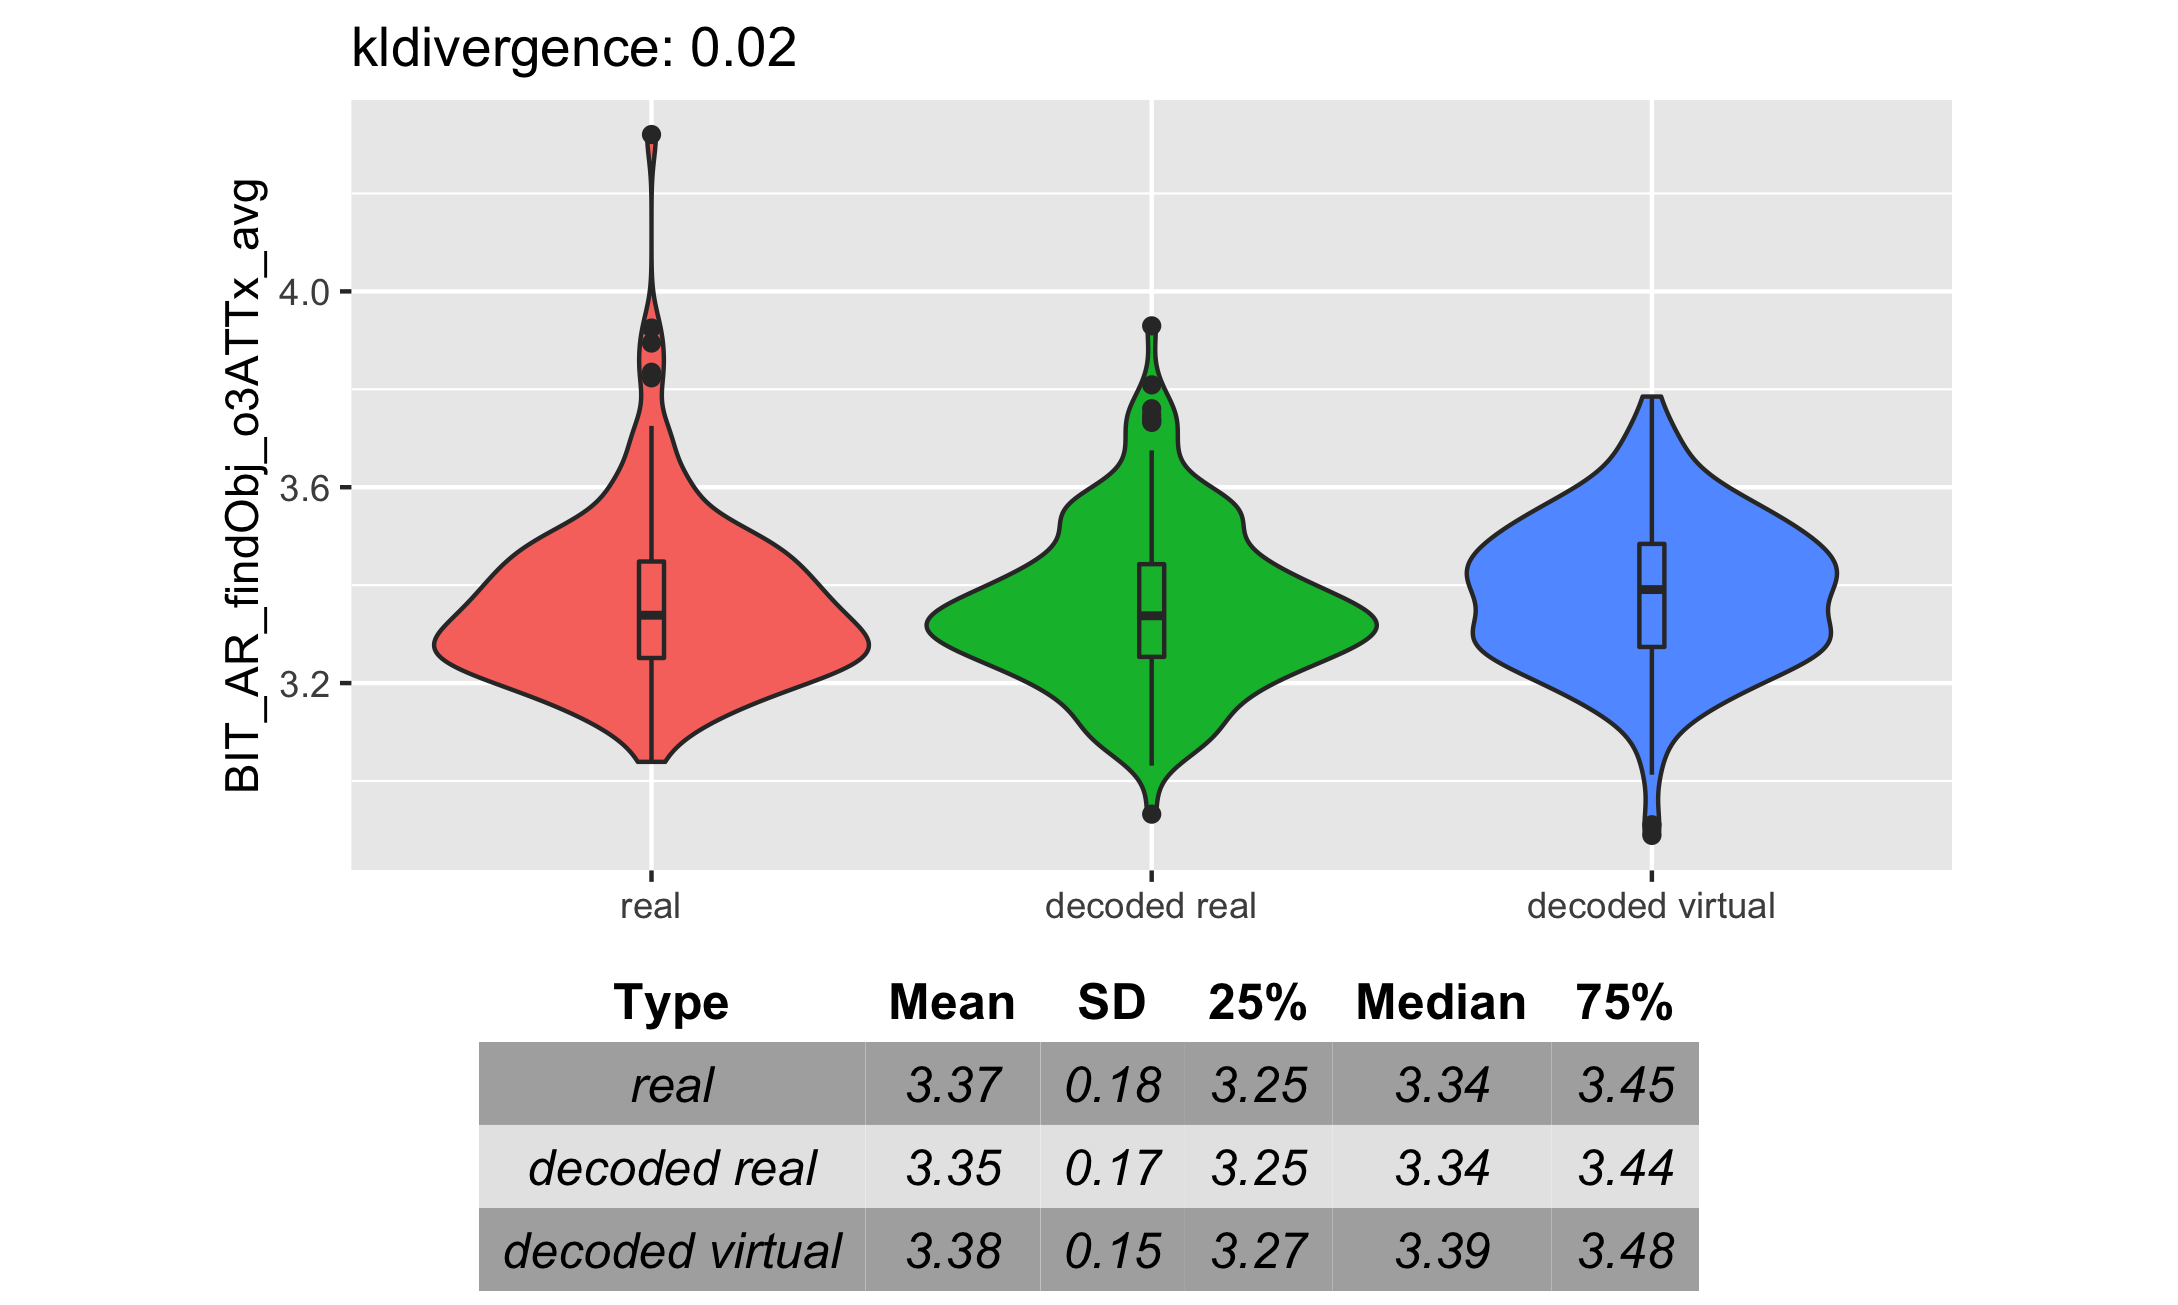 kldivergence: 0.02
BIT_AR_findObj_o3ATTx_avg
4.0
3.6
3.2
real decoded real decoded virtual
Type Mean SD 25% Median 75%
real 3.37 0.18 3.25 3.34 3.45
decoded real 3.35 0.17 3.25 3.34 3.44
decoded virtual 3.38 0.15 3.27 3.39 3.48